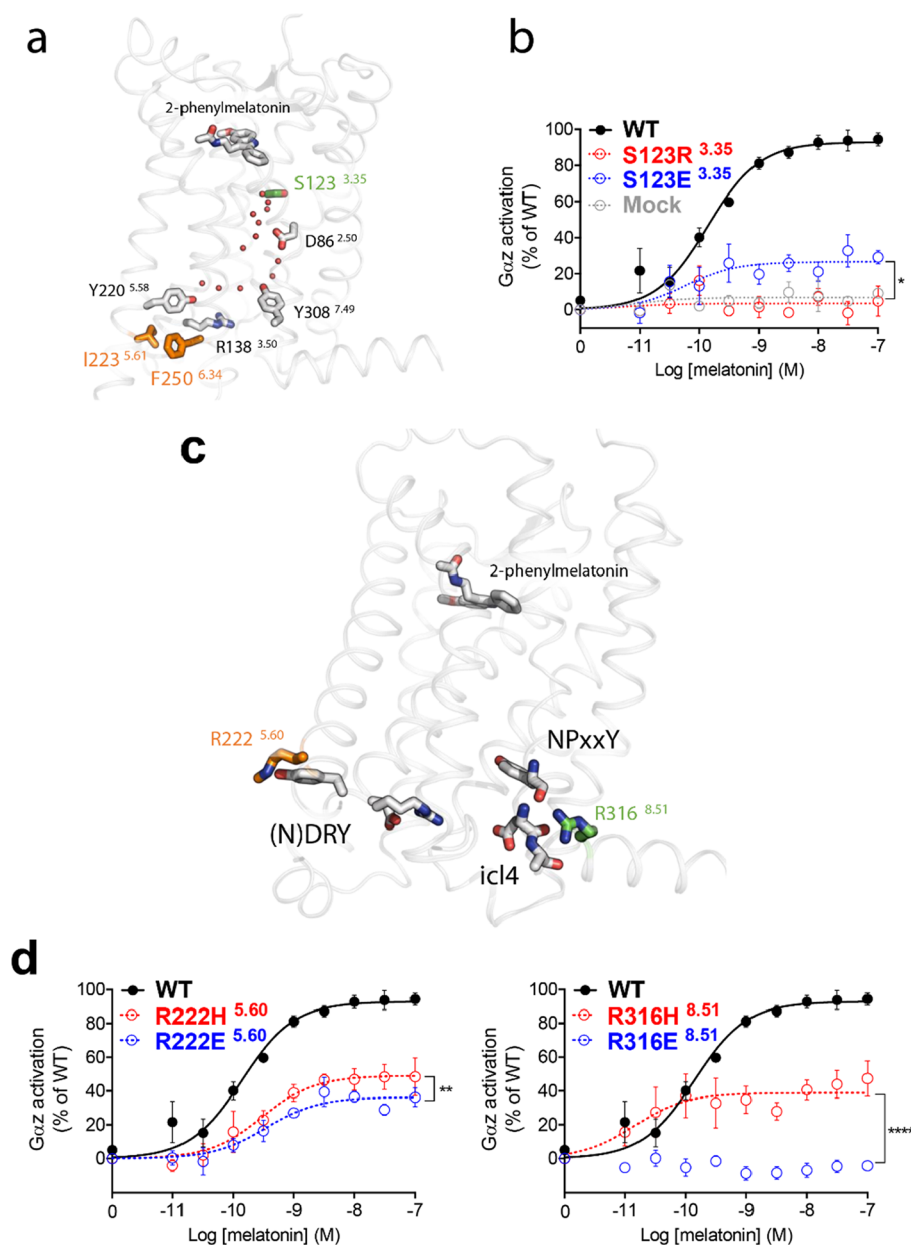 a
2-phenylmelatonin
S123 3.35
D86 2.50
Y220 5.58
Y308 7.49
R138 3.50
I223 5.61
F250 6.34
b
WT
S123R 3.35
S123E 3.35
Mock
Gαz activation
(% of WT)
100
80
60
40
20
0
*
0 -11 -10 -9 -8 -7
Log [melatonin] (M)
c
2-phenylmelatonin
R222 5.60
NPxxY
R316 8.51
(N)DRY
icl4
d
WT
R222H 5.60
R222E 5.60
Gαz activation
(% of WT)
100
80
60
40
20
0
**
0 -11 -10 -9 -8 -7
Log [melatonin] (M)
WT
R316H 8.51
R316E 8.51
Gαz activation
(% of WT)
100
80
60
40
20
0
****
0 -11 -10 -9 -8 -7
Log [melatonin] (M)